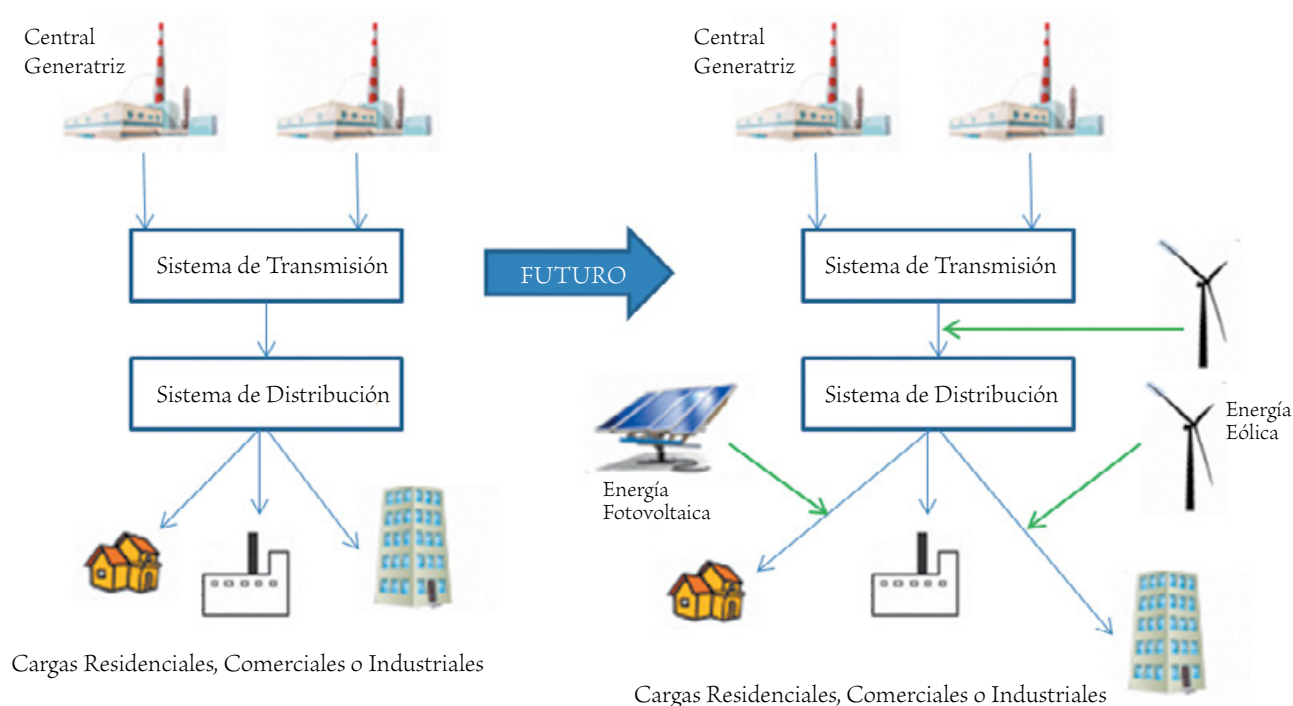 Central
Generatriz
Sistema de Transmisión
Sistema de Distribución
Cargas Residenciales, Comerciales o Industriales
FUTURO
Central
Generatriz
Sistema de Transmisión
Sistema de Distribución
Energía
Eólica
Energía
Fotovoltaica
Cargas Residenciales, Comerciales o Industriales